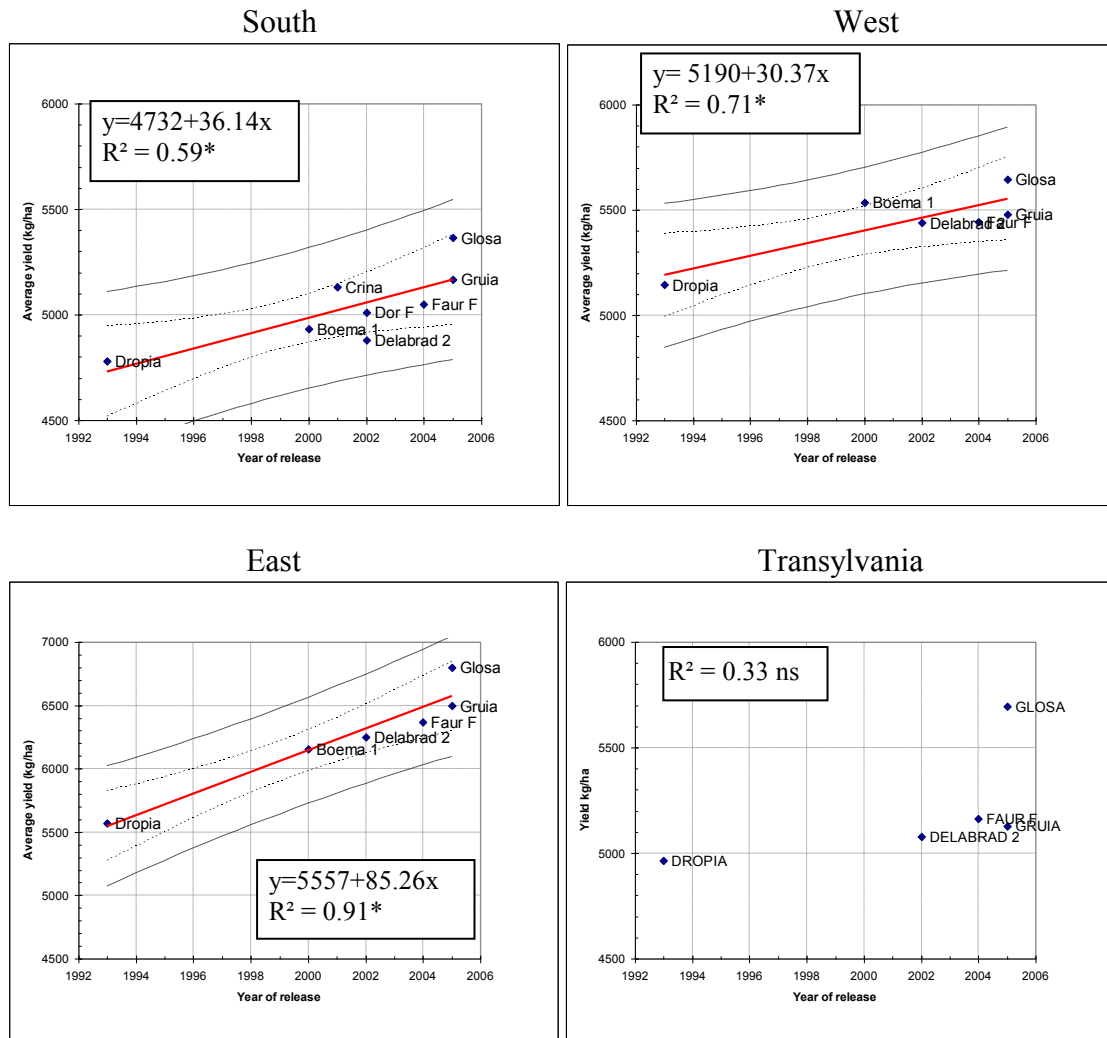 South
y=4732+36.14x
R² = 0.59*
Average yield (kg/ha)
6000
5500
5000
4500
Glosa
Crina
Gruia
Dor F
Faur F
Boema 1
Delabrad 2
Dropia
1992 1994 1996 1998 2000 2002 2004 2006
Year of release
West
y= 5190+30.37x
R² = 0.71*
Average yield (kg/ha)
6000
5500
5000
4500
Glosa
Boema 1
Gruia
Delabrad 2
Faur F
Dropia
1992 1994 1996 1998 2000 2002 2004 2006
Year of release
East
Average yield (kg/ha)
7000
6500
6000
5500
5000
4500
Glosa
Gruia
Faur F
Delabrad 2
Boema 1
Dropia
y=5557+85.26x
R² = 0.91*
1992 1994 1996 1998 2000 2002 2004 2006
Year of release
Transylvania
R² = 0.33 ns
Yield kg/ha
6000
5500
5000
4500
GLOSA
FAUR F
GRUIA
DELABRAD 2
DROPIA
1992 1994 1996 1998 2000 2002 2004 2006
Year of release